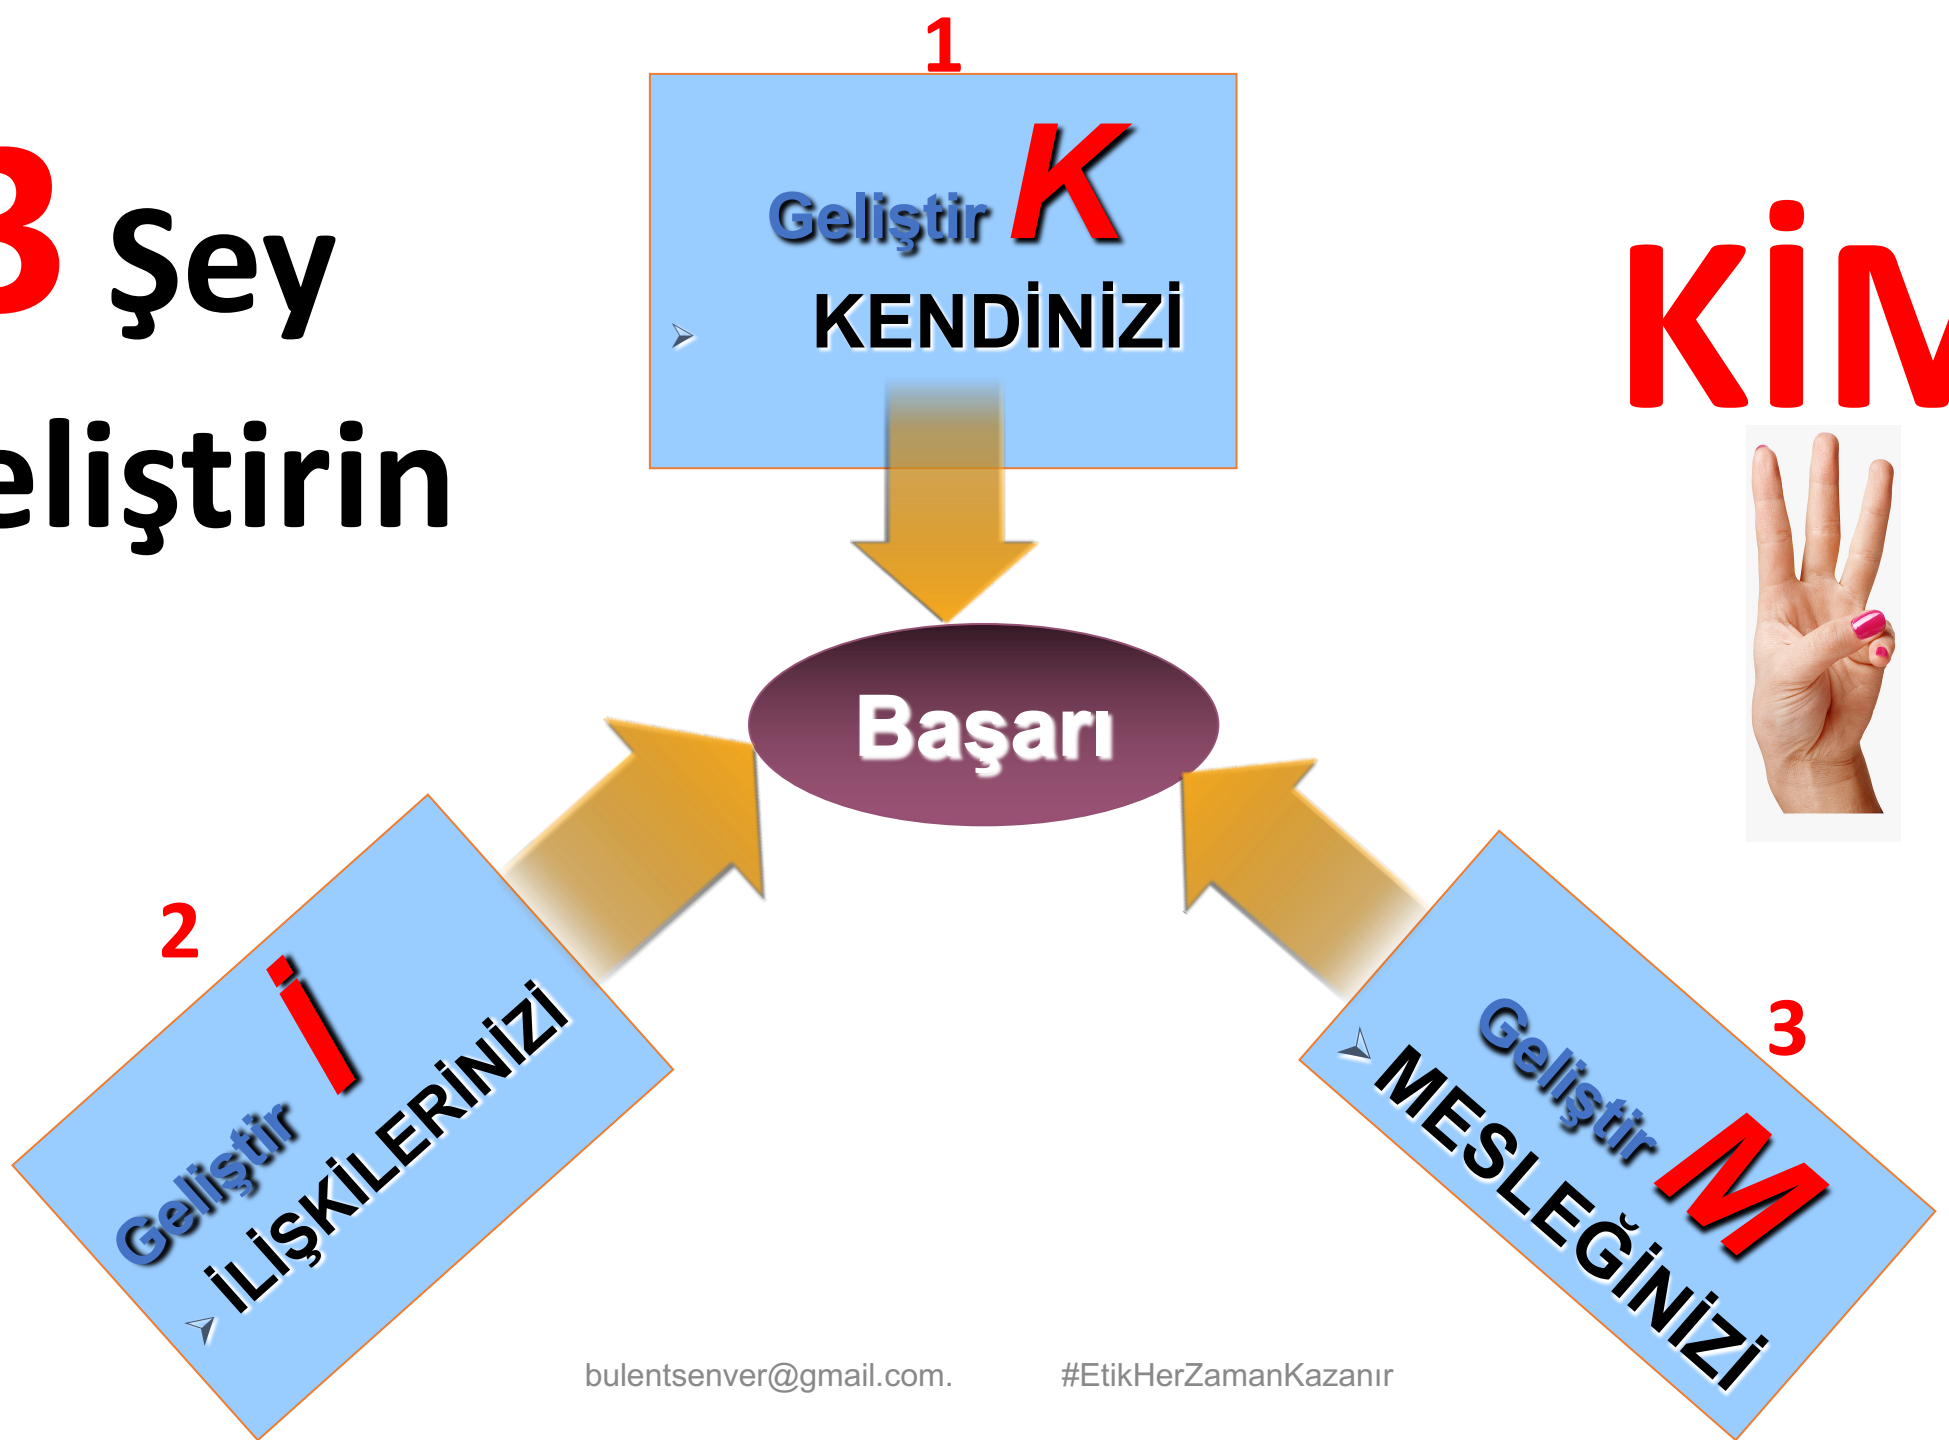 3 Şey
eliştirin
1
Geliştir K
KENDİNİZİ
KİM
Başarı
2
Geliştir İ
İLİŞKİLERİNİZİ
3
Geliştir M
MESLEĞİNİZİ
bulentsenver@gmail.com. #EtikHerZamanKazanır